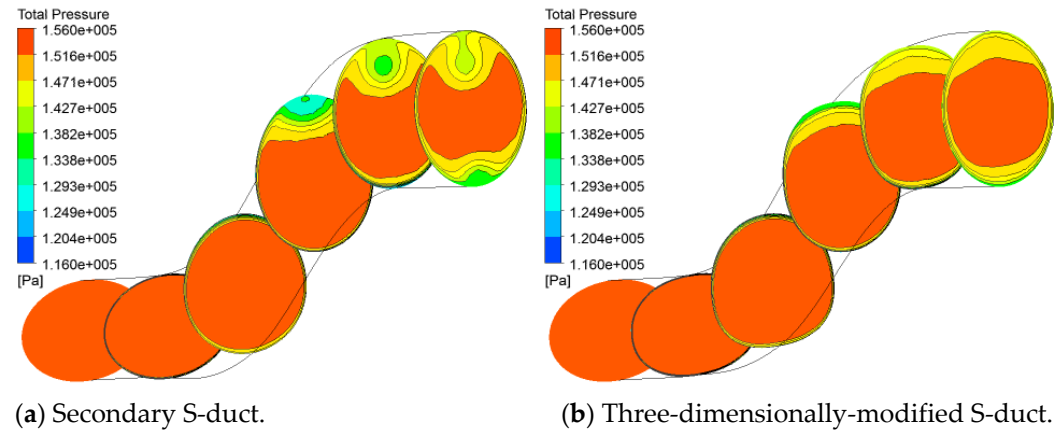 Total Pressure
1.560e+005
1.516e+005
1.471e+005
1.427e+005
1.382e+005
1.338e+005
1.293e+005
1.249e+005
1.204e+005
1.160e+005
[Pa]
(a) Secondary S-duct.
Total Pressure
1.560e+005
1.516e+005
1.471e+005
1.427e+005
1.382e+005
1.338e+005
1.293e+005
1.249e+005
1.204e+005
1.160e+005
[Pa]
(b) Three-dimensionally-modified S-duct.